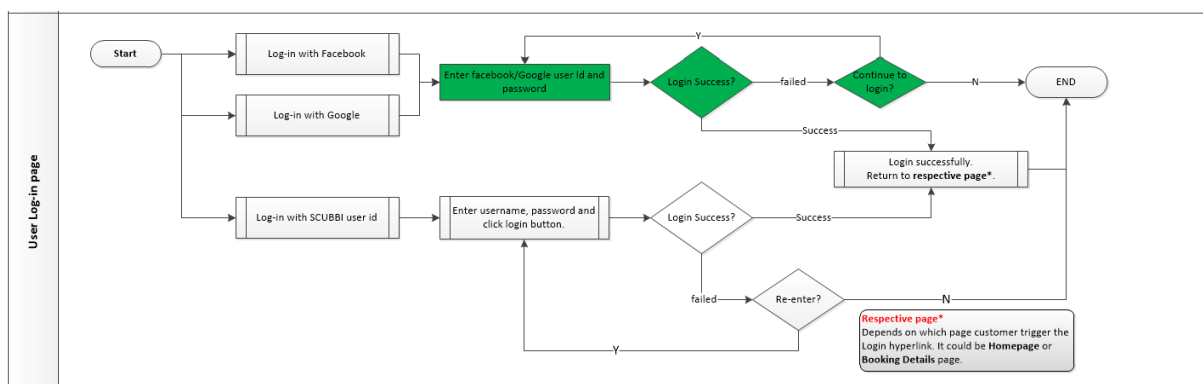 User Log-in page
Start
Log-in with Facebook
Log-in with Google
Log-in with SCUBBI user id
Y
Enter facebook/Google user Id and
password
Login Success?
failed
Continue to
login?
N
END
Success
Login successfully.
Return to respective page*.
Enter username, password and
click login button.
Login Success?
Success
failed
Re-enter?
N
Y
Respective page*
Depends on which page customer trigger the
Login hyperlink. It could be Homepage or
Booking Details page.